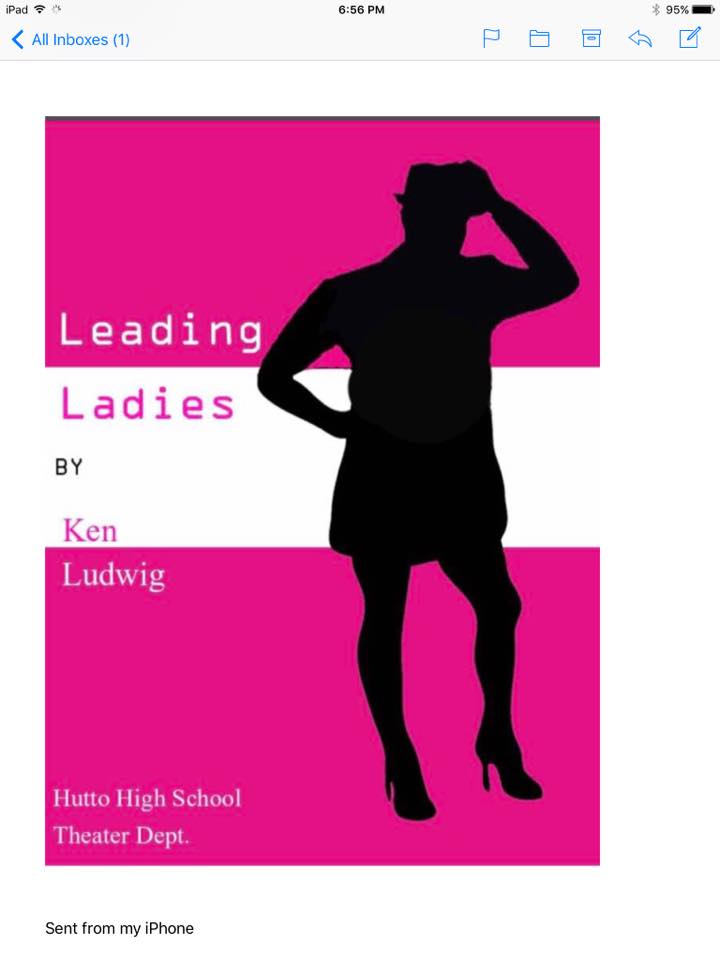 iPad 6:56 PM 95%
All Inboxes (1)
Leading
Ladies
BY
Ken
Ludwig
Hutto High School
Theater Dept.
Sent from my iPhone